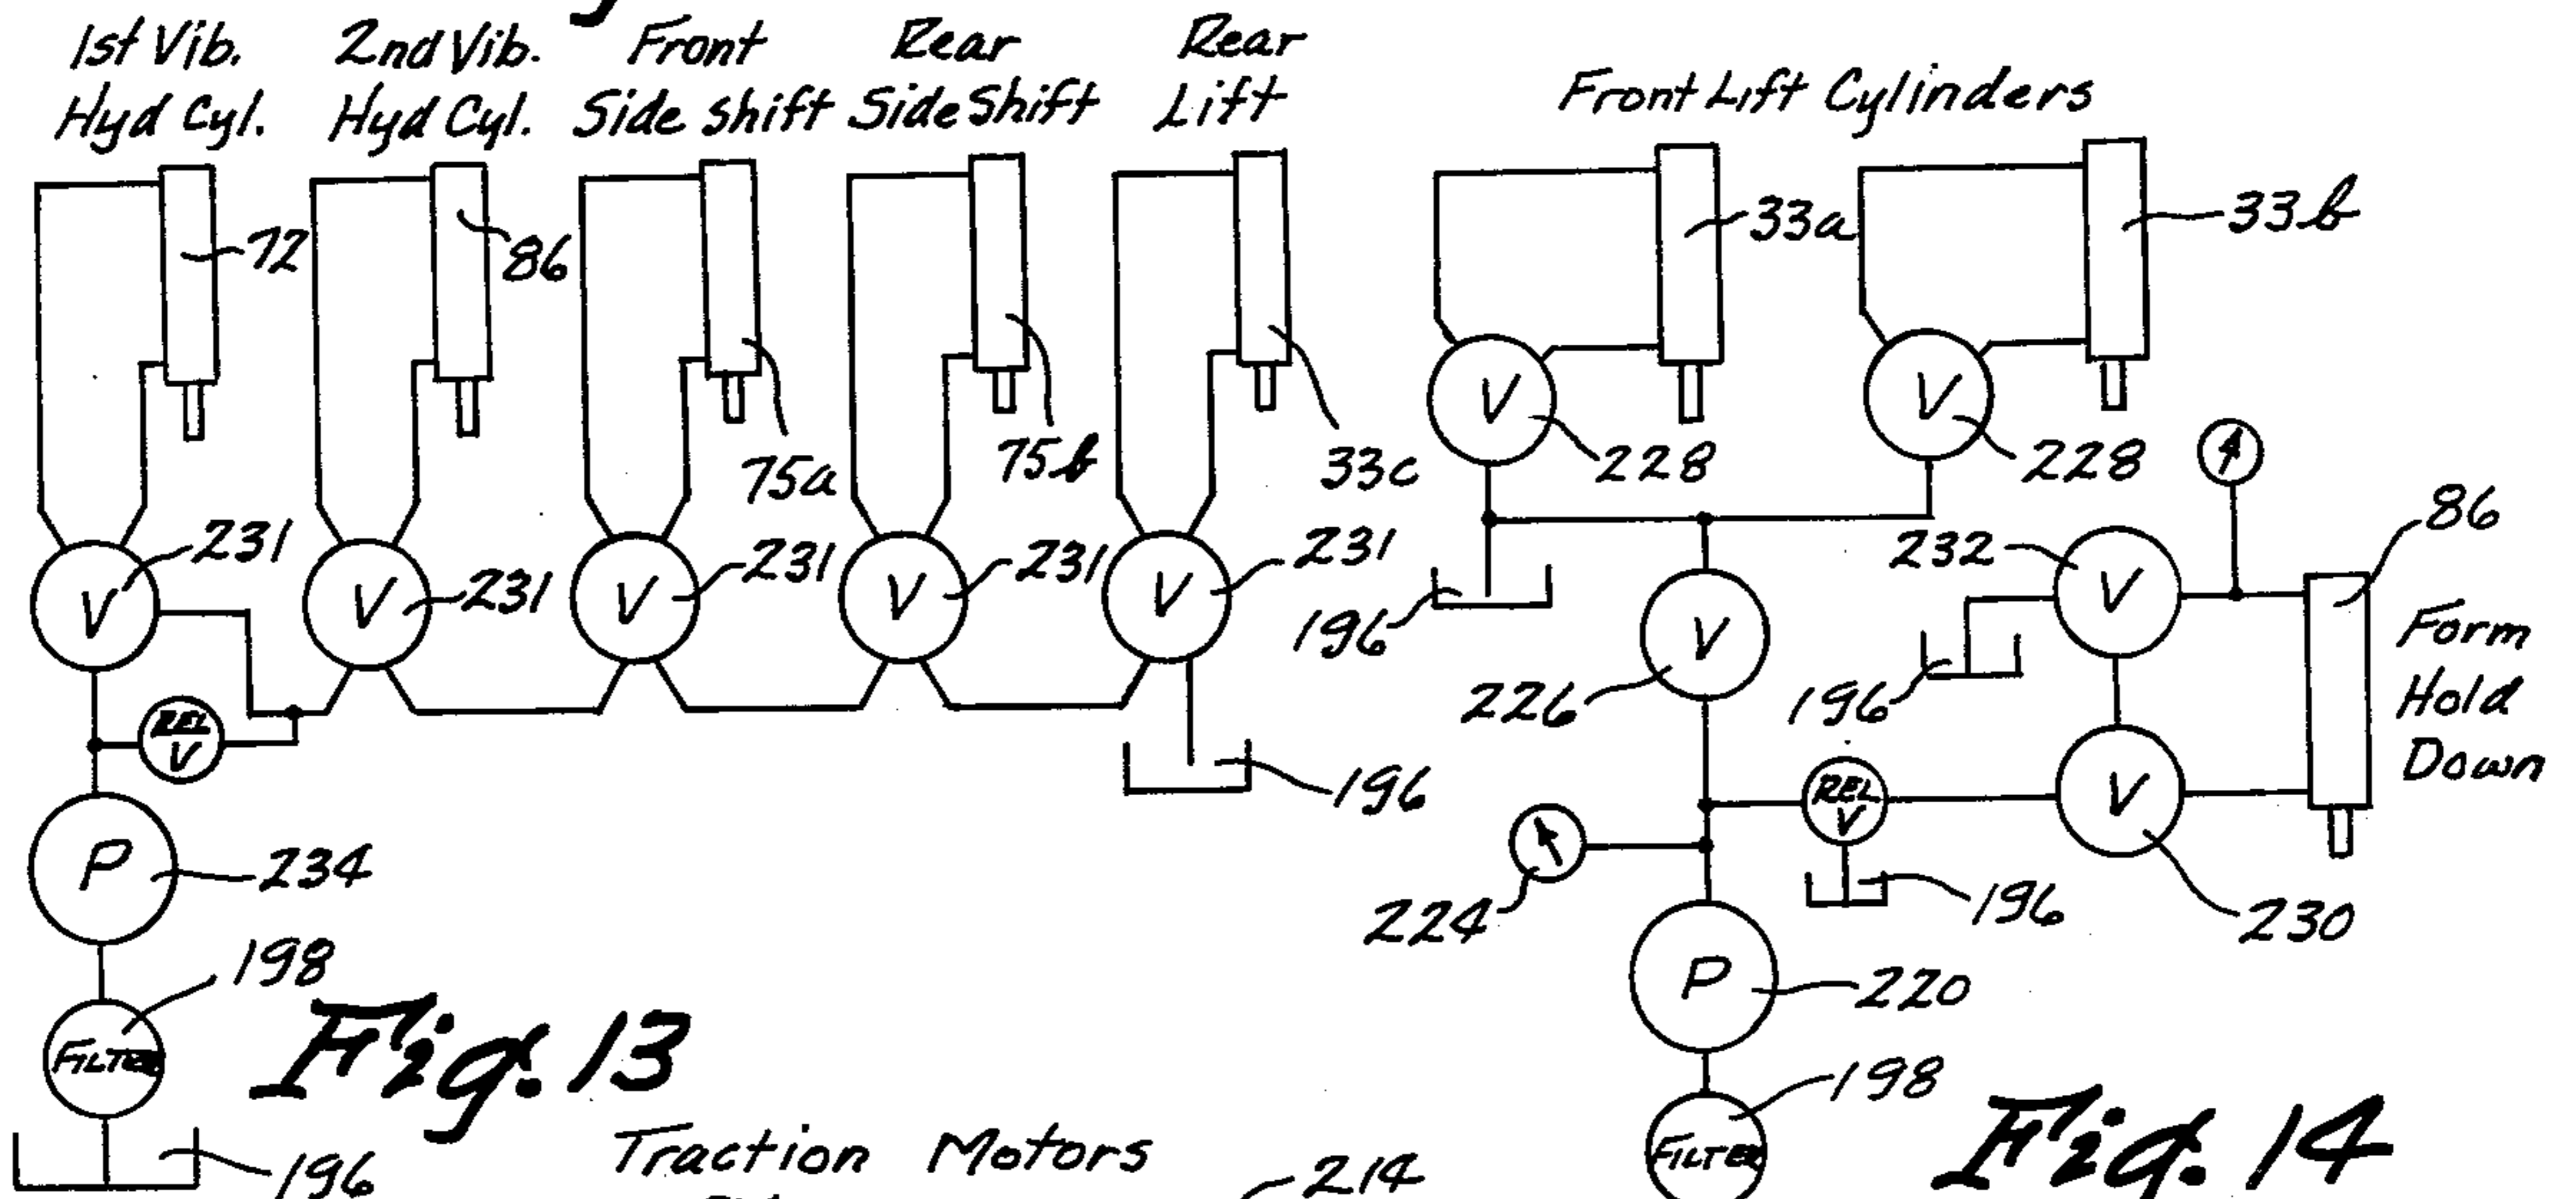 1st Vib.
Hyd Cyl.
2nd Vib.
Hyd Cyl.
Front
Side shift
Rear
Side Shift
Rear
Lift
Front Lift Cylinders
72
86
75a
75b
33c
33a
33b
V
228
V
228
V
231
V
231
V
231
V
231
V
231
REL
V
P
234
198
FILTER
196
196
Fig. 13
196
V
226
232
V
86
Form
Hold
Down
196
REL
V
196
V
230
224
P
220
198
FILTER
Fig. 14
Traction Motors
214